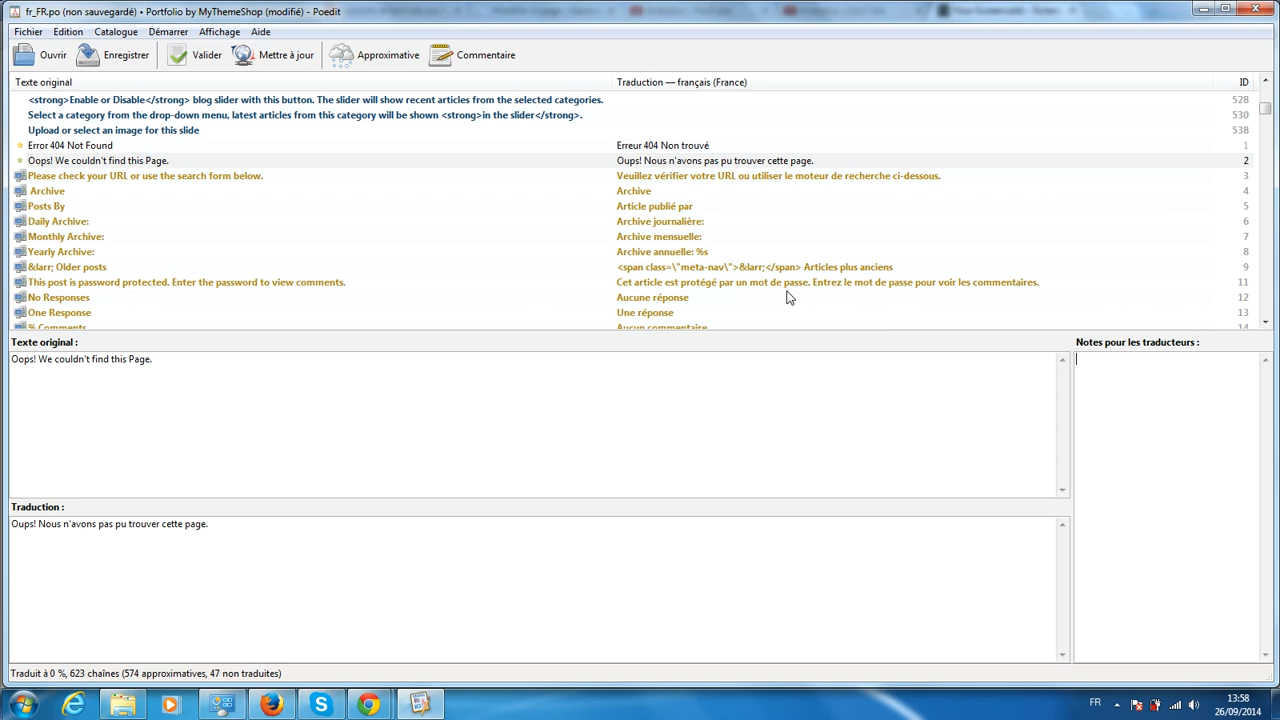 fr_FR.po (non sauvegardé) • Portfolio by MyThemeShop (modifié) - Poedit
Fichier Edition Catalogue Démarrer Affichage Aide
Ouvrir Enregistrer Valider Mettre à jour Approximative Commentaire
Texte original Traduction — français (France) ID
<strong>Enable or Disable</strong> blog slider with this button. The slider will show recent articles from the selected categories. 528
Select a category from the drop-down menu, latest articles from this category will be shown <strong>in the slider</strong>. 530
Upload or select an image for this slide 538
Error 404 Not Found Erreur 404 Non trouvé 1
Oops! We couldn't find this Page. Oups! Nous n'avons pas pu trouver cette page. 2
Please check your URL or use the search form below. Veuillez vérifier votre URL ou utiliser le moteur de recherche ci-dessous. 3
Archive Archive 4
Posts By Article publié par 5
Daily Archive: Archive journalière: 6
Monthly Archive: Archive mensuelle: 7
Yearly Archive: Archive annuelle: %s 8
&larr; Older posts <span class=\"meta-nav\">&larr;</span> Articles plus anciens 9
This post is password protected. Enter the password to view comments. Cet article est protégé par un mot de passe. Entrez le mot de passe pour voir les commentaires. 11
No Responses Aucune réponse 12
One Response Une réponse 13
% Comments Aucun commentaire 14
Texte original : Notes pour les traducteurs :
Oops! We couldn't find this Page.
Traduction :
Oups! Nous n'avons pas pu trouver cette page.
Traduit à 0 %, 623 chaînes (574 approximatives, 47 non traduites)
FR 13:58
26/09/2014